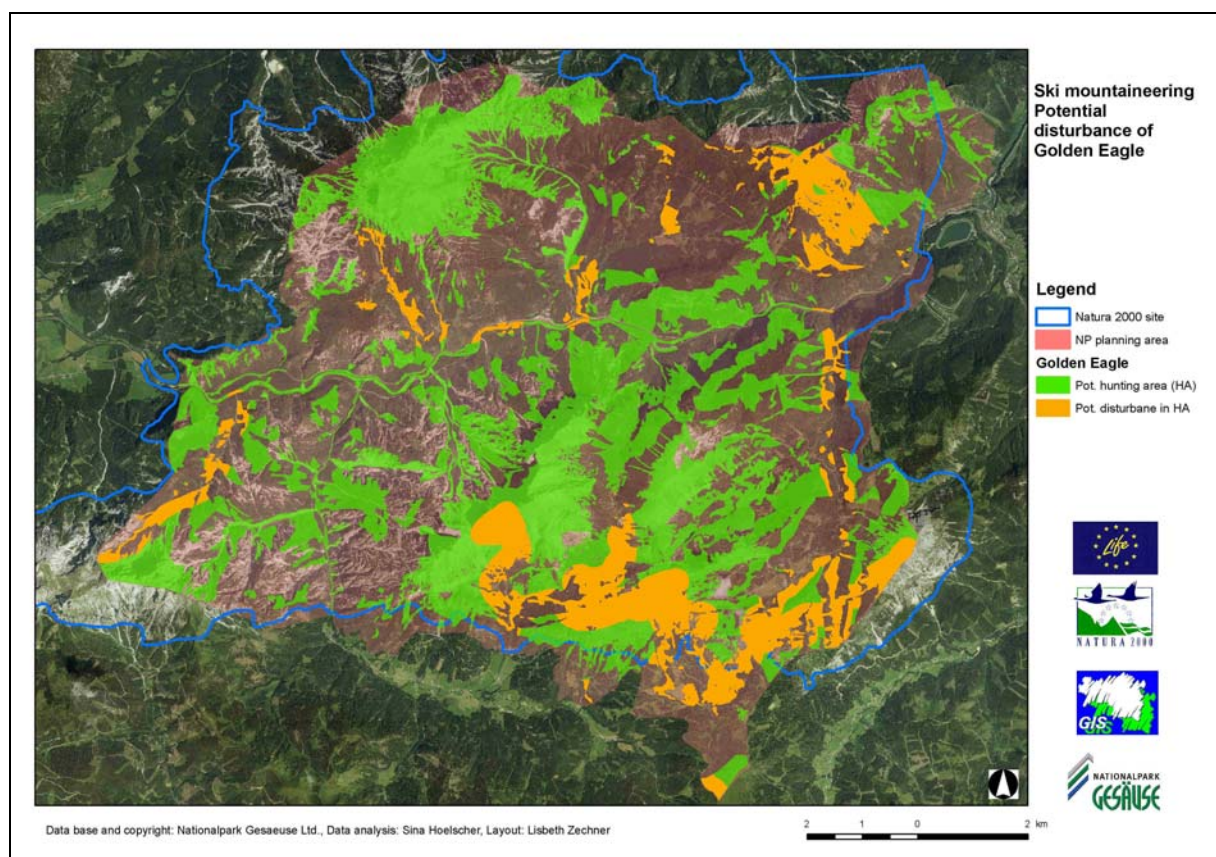 Ski mountaineering
Potential
disturbance of
Golden Eagle
Legend
Natura 2000 site
NP planning area
Golden Eagle
Pot. hunting area (HA)
Pot. disturbane in HA
Life
NATURA 2000
GIS
GIS
NATIONALPARK
GESÄUSE
Data base and copyright: Nationalpark Gesaeuse Ltd., Data analysis: Sina Hoelscher, Layout: Lisbeth Zechner
2 1 0 2 km